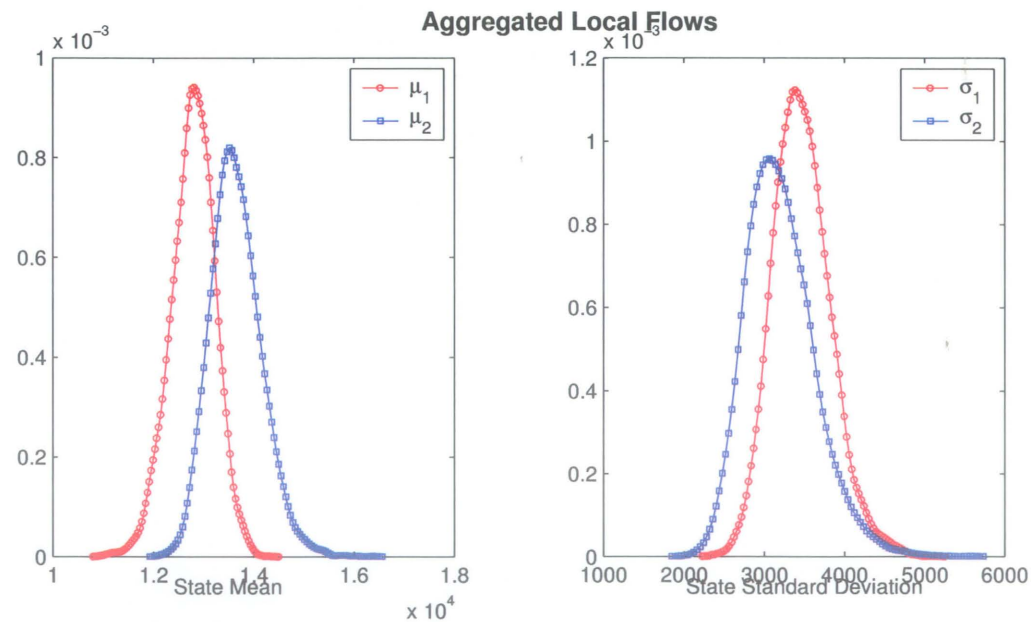 Aggregated Local Flows
x 10⁻³
1
0.8
0.6
0.4
0.2
0
1
1.2
1.4
1.6
1.8
State Mean
x 10⁴
μ₁
μ₂
x 10⁻³
1.2
1
0.8
0.6
0.4
0.2
0
1000
2000
3000
4000
5000
6000
State Standard Deviation
σ₁
σ₂